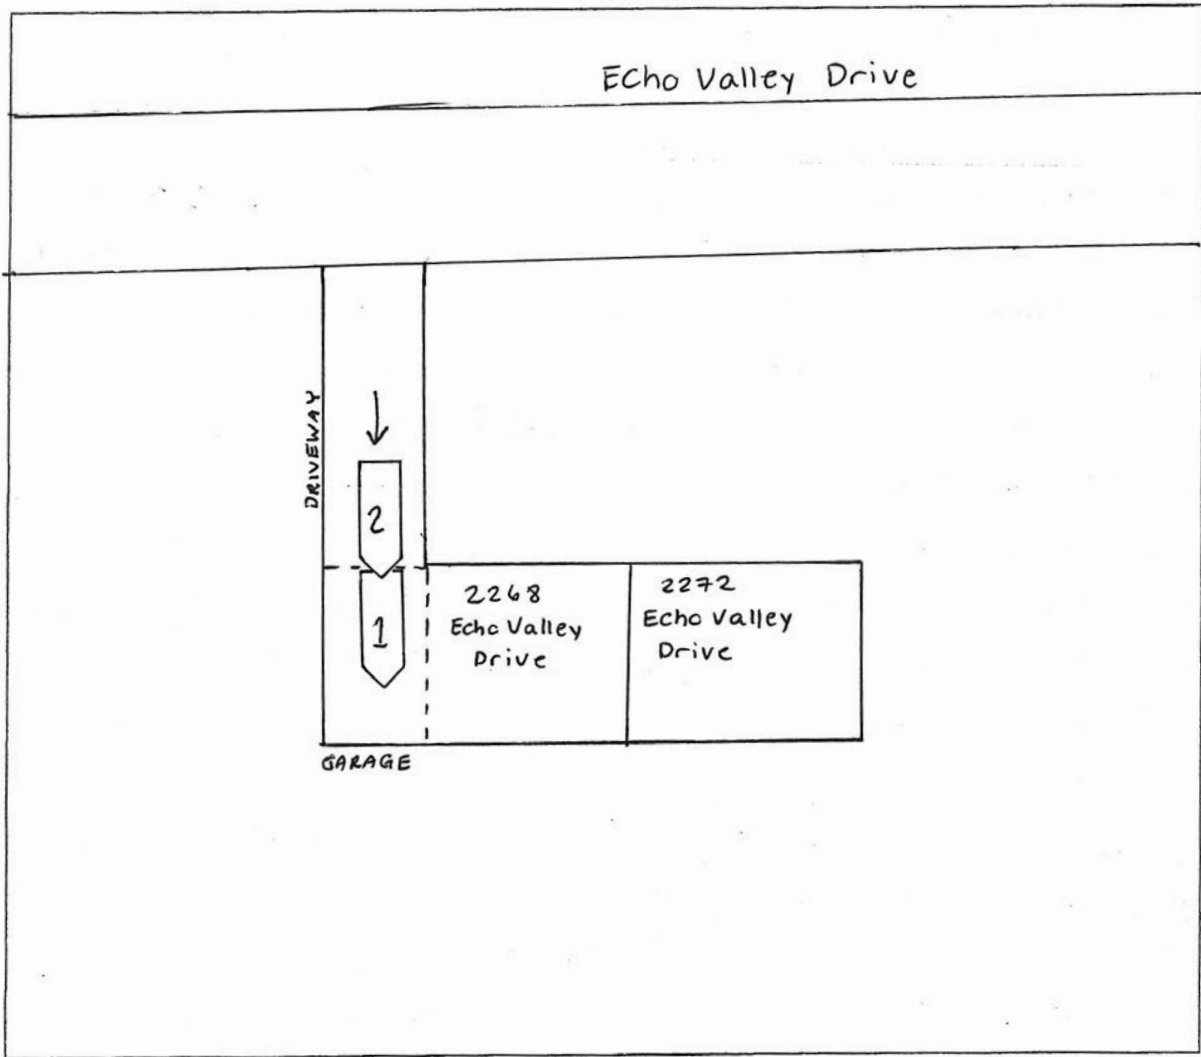 Echo Valley Drive
DRIVEWAY
2
1
2268
Echo Valley
Drive
2272
Echo Valley
Drive
GARAGE